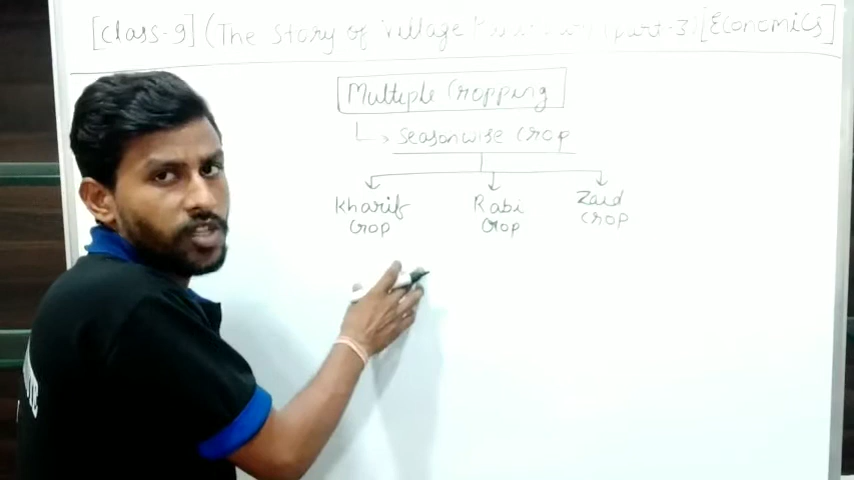 [Class-9] (The Story of Village (part-3) [Economics]
Multiple Cropping
Seasonwise Crop
Kharif Crop
Rabi Crop
Zaid Crop